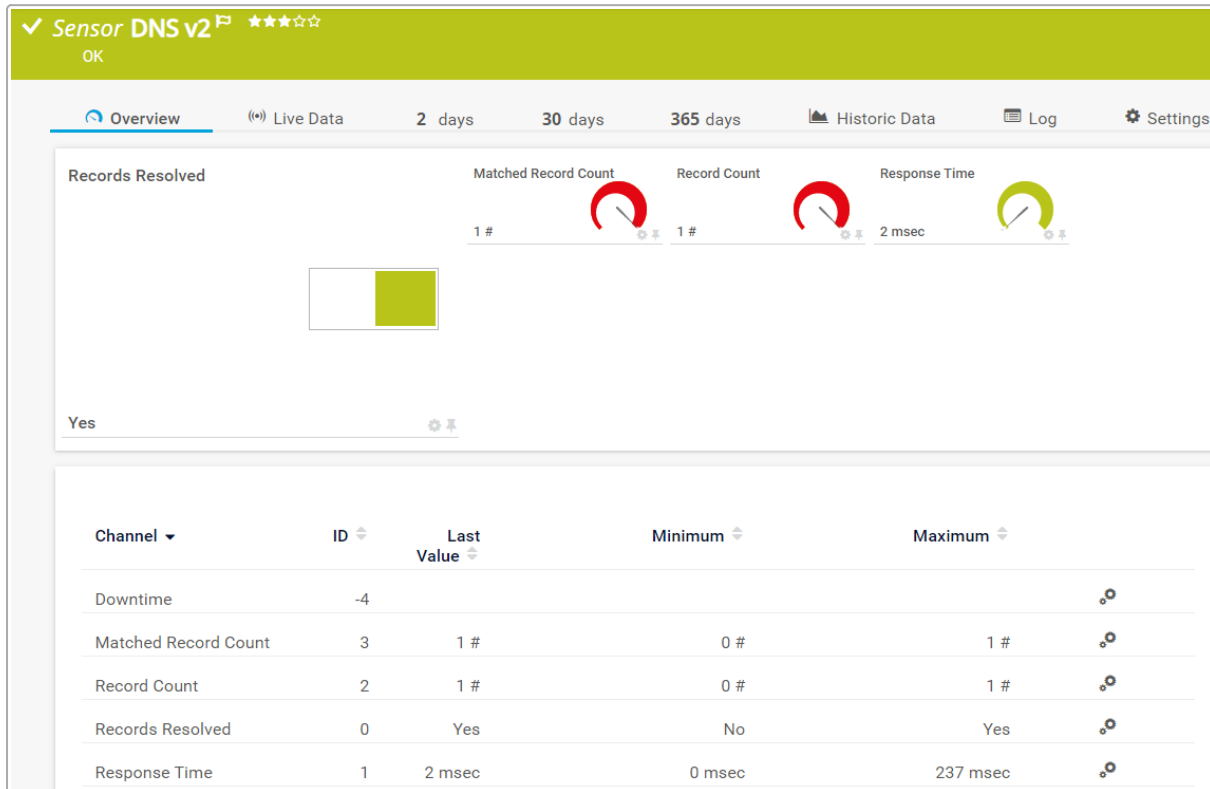 Sensor DNS v2
OK
Overview Live Data 2 days 30 days 365 days Historic Data Log Settings
Records Resolved
Matched Record Count Record Count Response Time
1 # 1 # 2 msec
Yes
Channel ID Last Value Minimum Maximum
Downtime -4
Matched Record Count 3 1 # 0 # 1 #
Record Count 2 1 # 0 # 1 #
Records Resolved 0 Yes No Yes
Response Time 1 2 msec 0 msec 237 msec